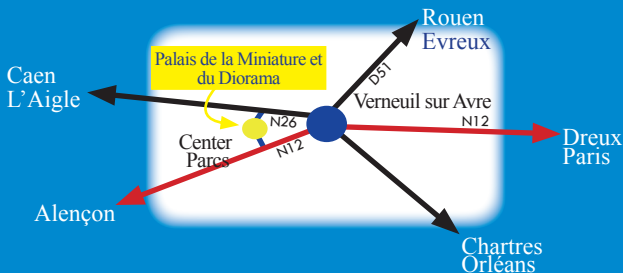 Rouen
Evreux
Palais de la Miniature et
du Diorama
D51
Caen
L'Aigle
Verneuil sur Avre
N26
N12
Center
Parcs
N12
Dreux
Paris
Alençon
Chartres
Orléans